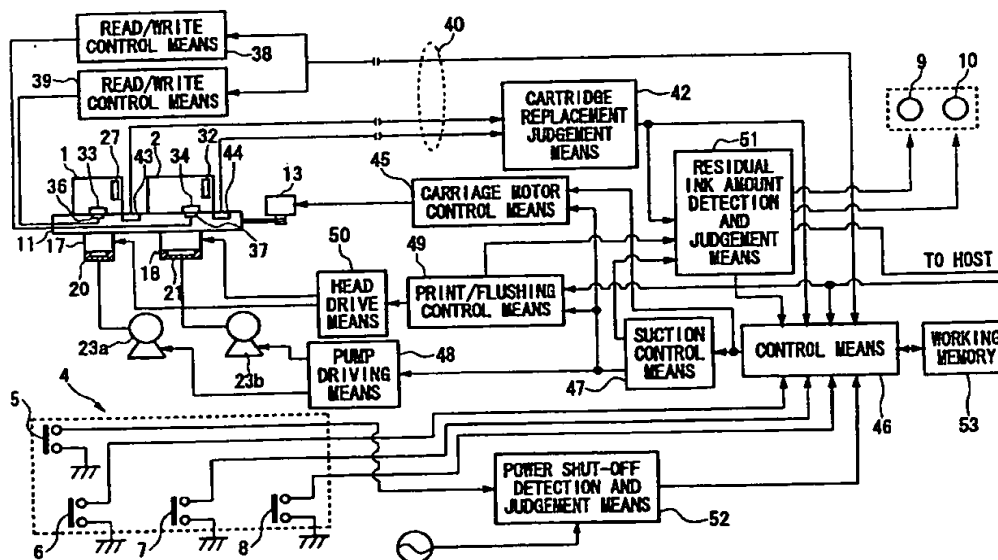 READ/WRITE
CONTROL MEANS
38
39
READ/WRITE
CONTROL MEANS
40
CARTRIDGE
REPLACEMENT
JUDGEMENT
MEANS
42
9
10
1
33
27
2
34
32
43
44
36
13
45
CARRIAGE MOTOR
CONTROL MEANS
51
RESIDUAL
INK AMOUNT
DETECTION
AND
JUDGEMENT
MEANS
11
17
18
37
20
21
50
HEAD
DRIVE
MEANS
49
PRINT/FLUSHING
CONTROL MEANS
TO HOST
23a
23b
PUMP
DRIVING
MEANS
48
SUCTION
CONTROL
MEANS
47
CONTROL MEANS
46
WORKING
MEMORY
53
4
5
6
7
8
POWER SHUT-OFF
DETECTION AND
JUDGEMENT MEANS
52